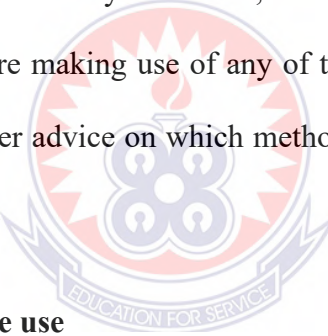 re making use of any of t
er advice on which metho
EDUCATION FOR SERVICE
e use